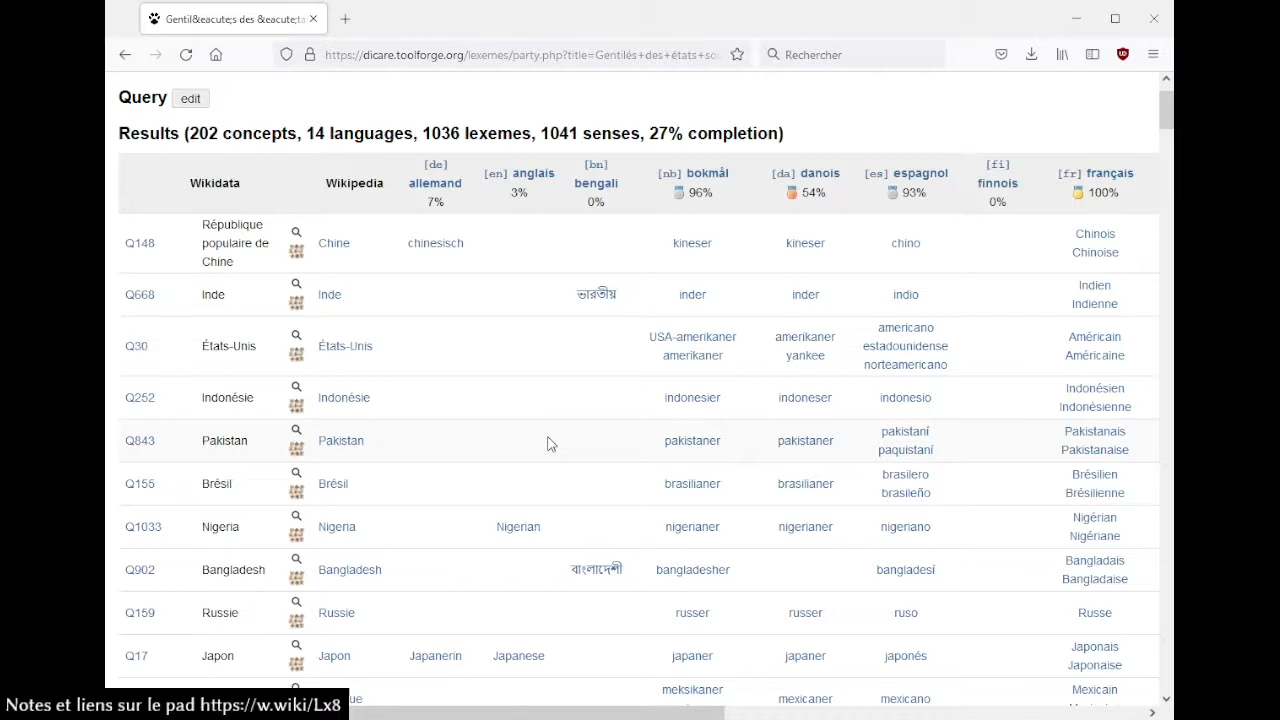 Gentil&eacute;s des &eacute;ta
https://dicare.toolforge.org/lexemes/party.php?title=Gentilés+des+états+sou
Rechercher
Query edit
Results (202 concepts, 14 languages, 1036 lexemes, 1041 senses, 27% completion)
Wikidata Wikipedia [de] allemand 7% [en] anglais 3% [bn] bengali 0% [nb] bokmål 96% [da] danois 54% [es] espagnol 93% [fi] finnois 0% [fr] français 100%
Q148 République populaire de Chine Chine chinesisch kineser kineser chino Chinois Chinoise
Q668 Inde Inde ভারতীয় inder inder indio Indien Indienne
Q30 États-Unis États-Unis USA-amerikaner amerikaner amerikaner yankee americano estadounidense norteamericano Américain Américaine
Q252 Indonésie Indonésie indonesier indoneser indonesio Indonésien Indonésienne
Q843 Pakistan Pakistan pakistaner pakistaner pakistaní paquistaní Pakistanais Pakistanaise
Q155 Brésil Brésil brasilianer brasilianer brasilero brasileño Brésilien Brésilienne
Q1033 Nigeria Nigeria Nigerian nigerianer nigerianer nigeriano Nigérian Nigériane
Q902 Bangladesh Bangladesh বাংলাদেশী bangladesher bangladesí Bangladais Bangladaise
Q159 Russie Russie russer russer ruso Russe
Q17 Japon Japon Japanerin Japanese japaner japaner japonés Japonais Japonaise
que meksikaner mexicaner mexicano Mexicain
Notes et liens sur le pad https://w.wiki/Lx8